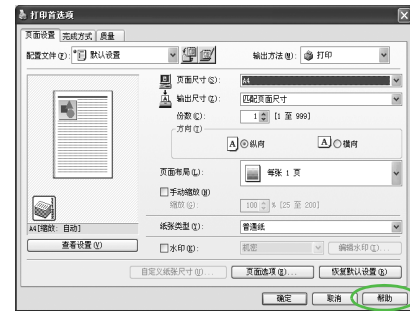 打印首选项
页面设置 完成方式 质量
配置文件(F): 默认设置 输出方法(M): 打印
页面尺寸(S): A4
输出尺寸(Z): 匹配页面尺寸
份数(C): 1 [1 至 999]
方向(T)
A 纵向 A 横向
页面布局(L): 每张 1 页
手动缩放(N)
缩放(G): 100 % [25 至 200]
A4[缩放: 自动]
纸张类型(T): 普通纸
查看设置(V) 水印(W): 机密 编辑水印(I)...
自定义纸张尺寸(U)... 页面选项(P)... 恢复默认设置(R)
确定 取消 帮助